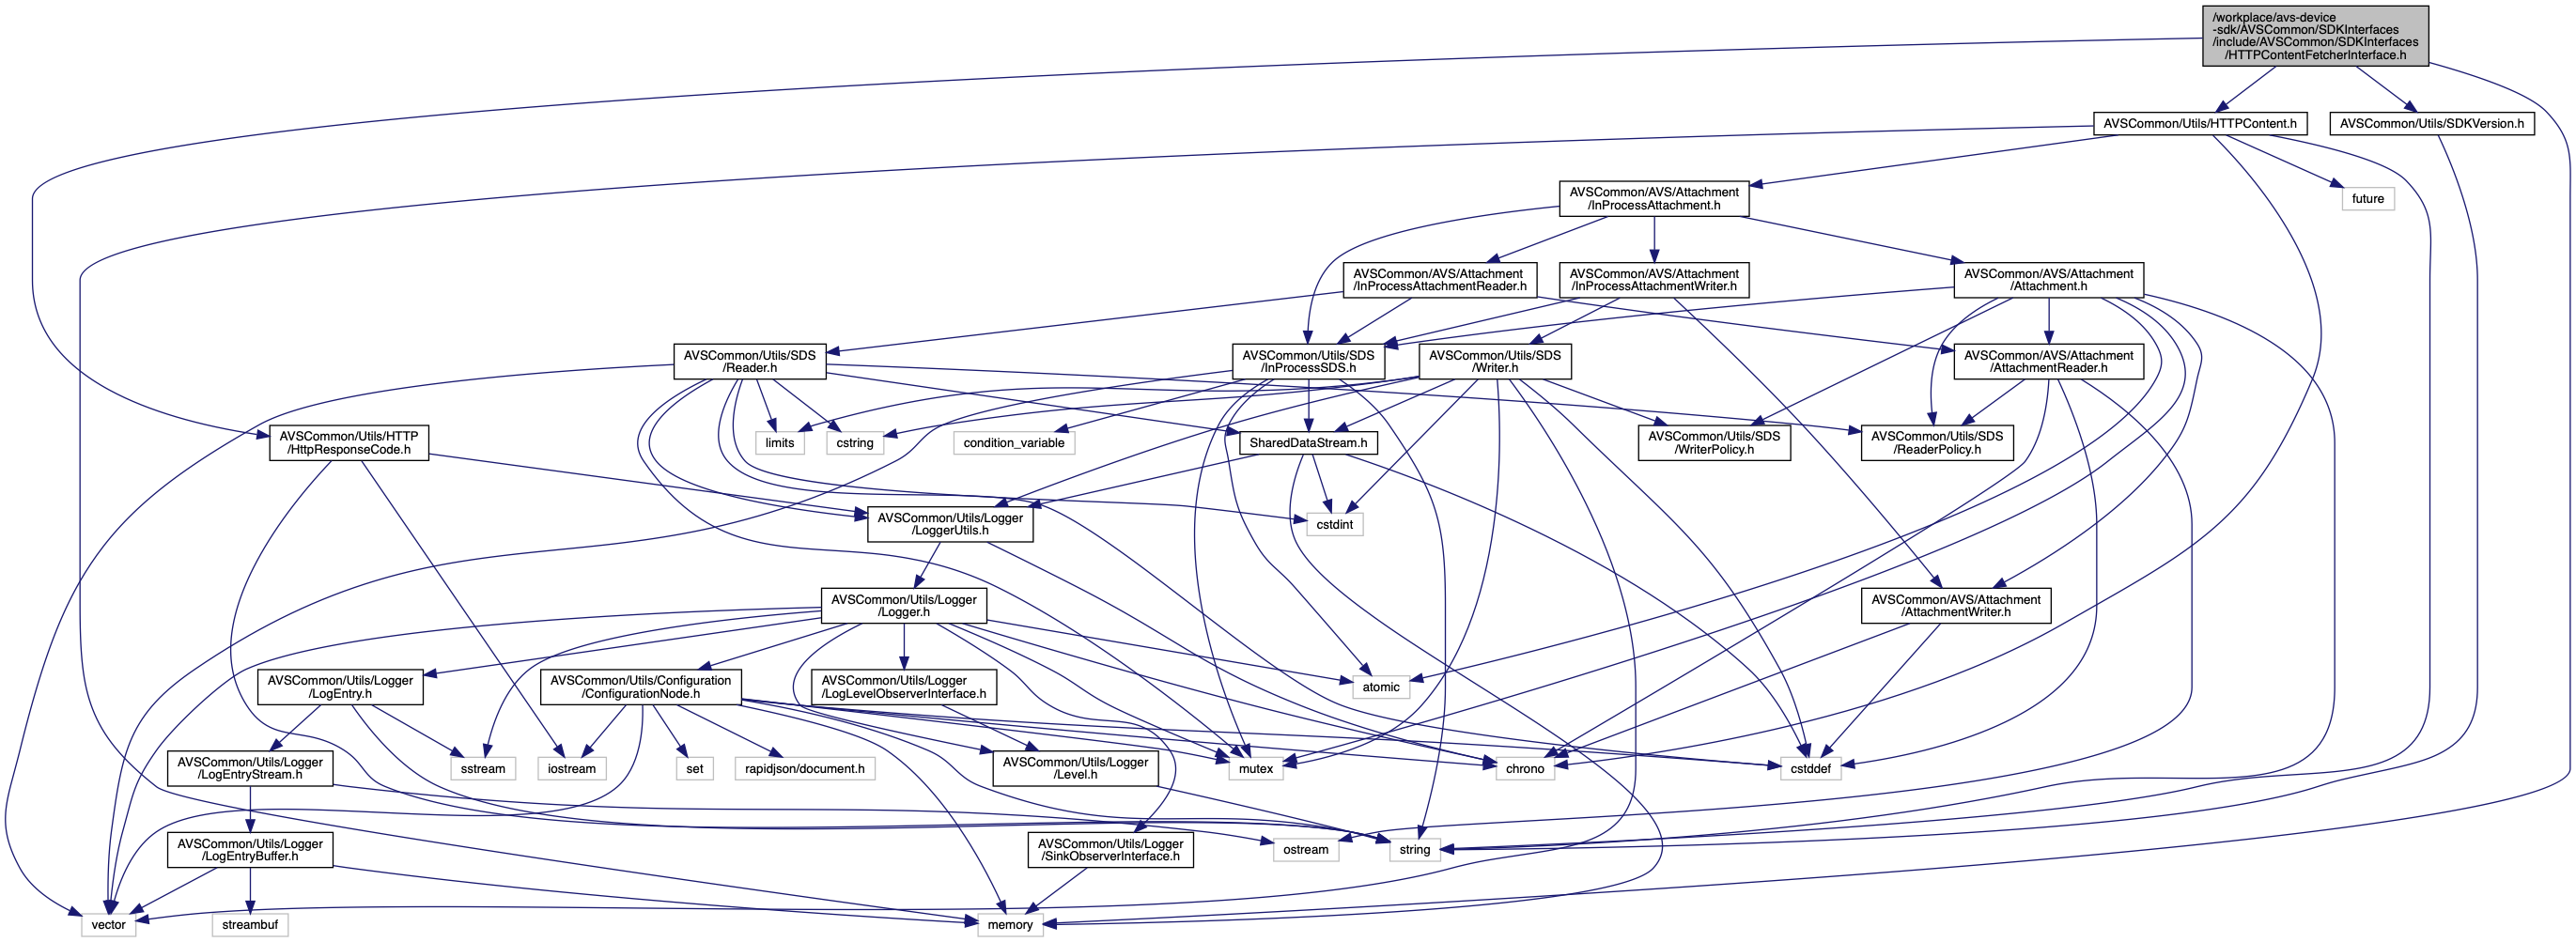 /workplace/avs-device
-sdk/AVSCommon/SDKInterfaces
/include/AVSCommon/SDKInterfaces
/HTTPContentFetcherInterface.h
AVSCommon/Utils/HTTPContent.h
AVSCommon/Utils/SDKVersion.h
AVSCommon/AVS/Attachment
/InProcessAttachment.h
future
AVSCommon/AVS/Attachment
/InProcessAttachmentReader.h
AVSCommon/AVS/Attachment
/InProcessAttachmentWriter.h
AVSCommon/AVS/Attachment
/Attachment.h
AVSCommon/Utils/SDS
/Reader.h
AVSCommon/Utils/SDS
/InProcessSDS.h
AVSCommon/Utils/SDS
/Writer.h
AVSCommon/AVS/Attachment
/AttachmentReader.h
AVSCommon/Utils/HTTP
/HttpResponseCode.h
limits
cstring
condition_variable
SharedDataStream.h
AVSCommon/Utils/SDS
/WriterPolicy.h
AVSCommon/Utils/SDS
/ReaderPolicy.h
AVSCommon/Utils/Logger
/LoggerUtils.h
cstdint
AVSCommon/Utils/Logger
/Logger.h
AVSCommon/AVS/Attachment
/AttachmentWriter.h
AVSCommon/Utils/Logger
/LogEntry.h
AVSCommon/Utils/Configuration
/ConfigurationNode.h
AVSCommon/Utils/Logger
/LogLevelObserverInterface.h
atomic
AVSCommon/Utils/Logger
/LogEntryStream.h
sstream
iostream
set
rapidjson/document.h
AVSCommon/Utils/Logger
/Level.h
mutex
chrono
cstddef
AVSCommon/Utils/Logger
/LogEntryBuffer.h
AVSCommon/Utils/Logger
/SinkObserverInterface.h
ostream
string
vector
streambuf
memory